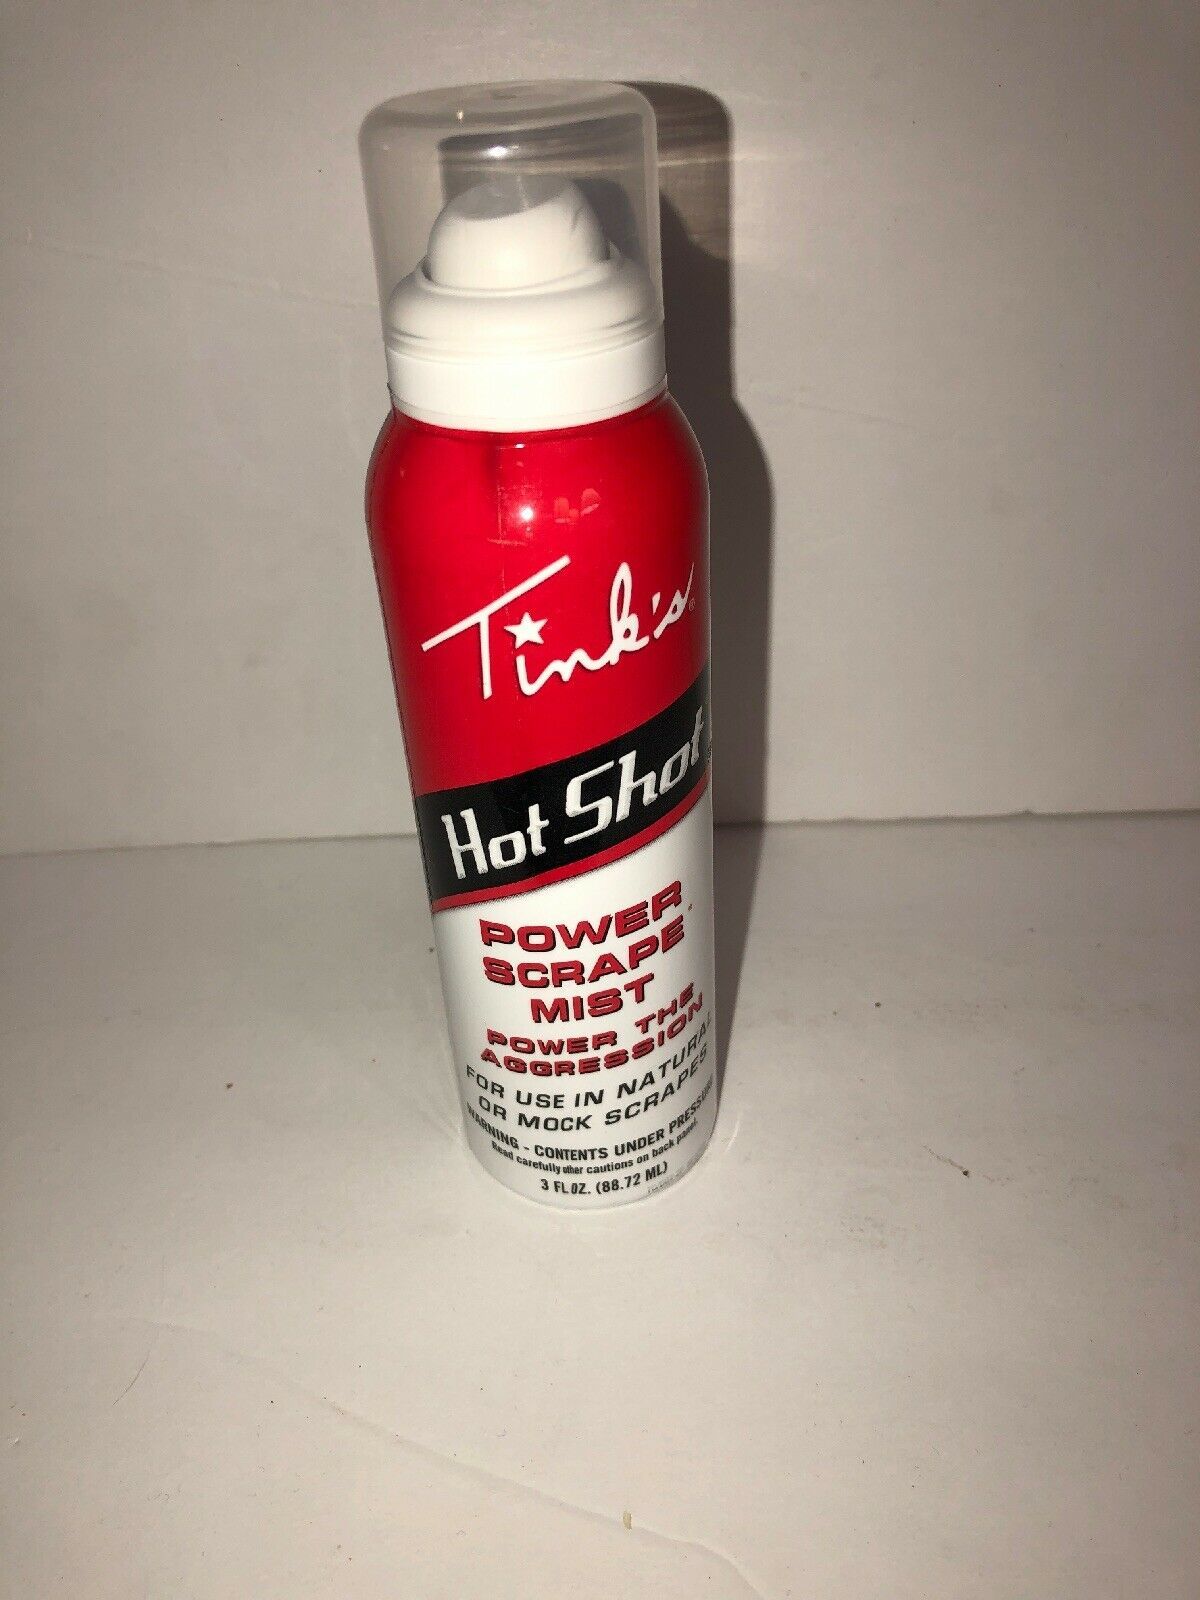 Tink's®
Hot Shot
POWER
SCRAPE
MIST
POWER THE
AGGRESSION
FOR USE IN NATURAL
OR MOCK SCRAPES
WARNING - CONTENTS UNDER PRESSURE
Read carefully other cautions on back panel.
3 FL OZ. (88.72 ML)